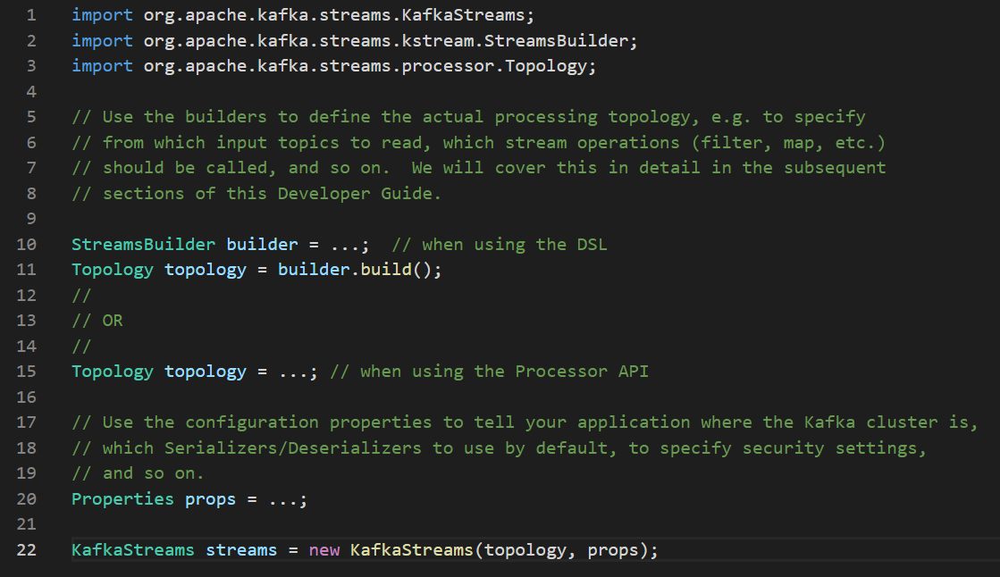 1 import org.apache.kafka.streams.KafkaStreams;
2 import org.apache.kafka.streams.kstream.StreamsBuilder;
3 import org.apache.kafka.streams.processor.Topology;
4
5 // Use the builders to define the actual processing topology, e.g. to specify
6 // from which input topics to read, which stream operations (filter, map, etc.)
7 // should be called, and so on.  We will cover this in detail in the subsequent
8 // sections of this Developer Guide.
9
10 StreamsBuilder builder = ...;  // when using the DSL
11 Topology topology = builder.build();
12 //
13 // OR
14 //
15 Topology topology = ...; // when using the Processor API
16
17 // Use the configuration properties to tell your application where the Kafka cluster is,
18 // which Serializers/Deserializers to use by default, to specify security settings,
19 // and so on.
20 Properties props = ...;
21
22 KafkaStreams streams = new KafkaStreams(topology, props);